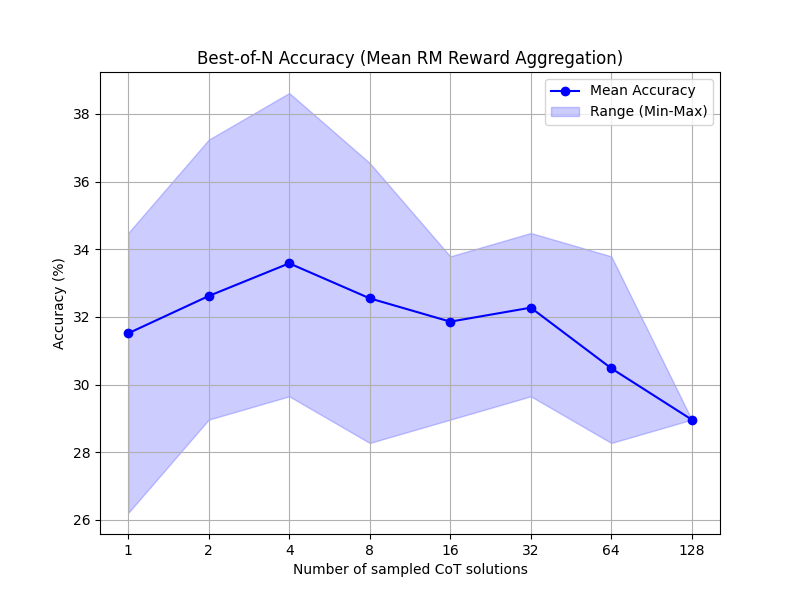 Best-of-N Accuracy (Mean RM Reward Aggregation)
Mean Accuracy
Range (Min-Max)
Accuracy (%)
38
36
34
32
30
28
26
1 2 4 8 16 32 64 128
Number of sampled CoT solutions